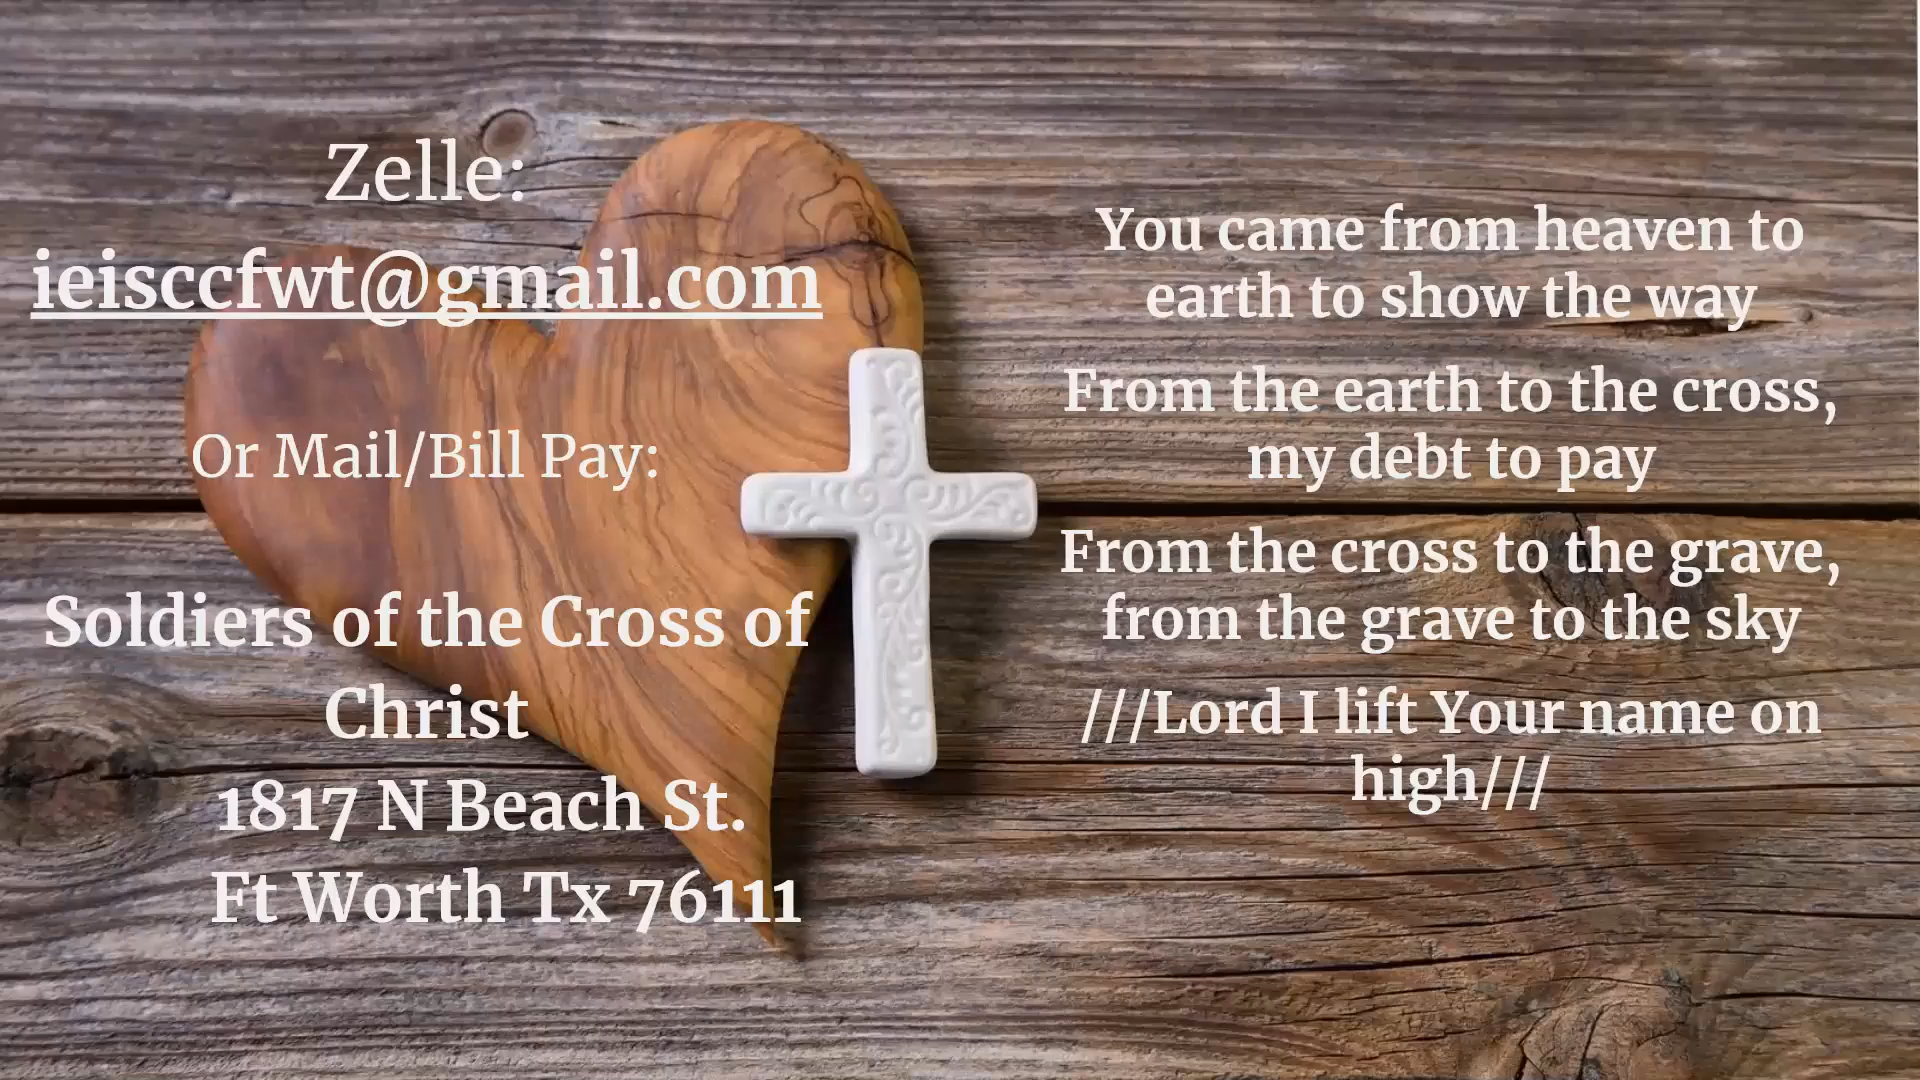 Zelle:
ieisccfwt@gmail.com
Or Mail/Bill Pay:
Soldiers of the Cross of
Christ
1817 N Beach St.
Ft Worth Tx 76111
You came from heaven to
earth to show the way
From the earth to the cross,
my debt to pay
From the cross to the grave,
from the grave to the sky
///Lord I lift Your name on
high///